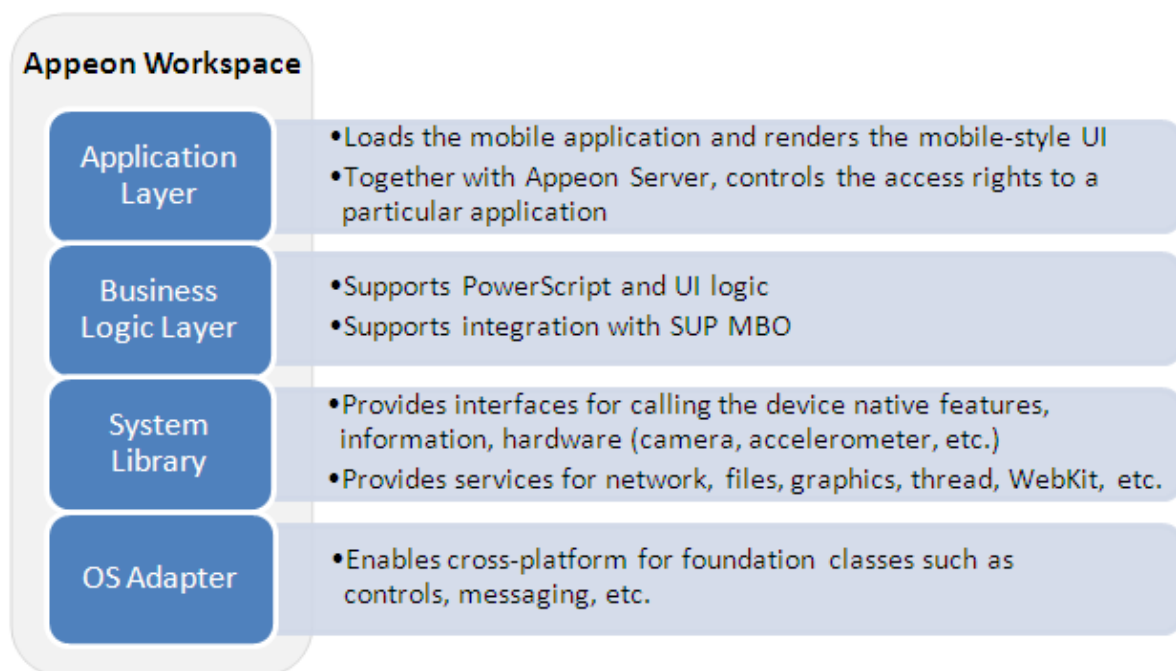 Appeon Workspace
Application
Layer
•Loads the mobile application and renders the mobile-style UI
•Together with Appeon Server, controls the access rights to a
particular application
Business
Logic Layer
•Supports PowerScript and UI logic
•Supports integration with SUP MBO
System
Library
•Provides interfaces for calling the device native features,
information, hardware (camera, accelerometer, etc.)
•Provides services for network, files, graphics, thread, WebKit, etc.
OS Adapter
•Enables cross-platform for foundation classes such as
controls, messaging, etc.